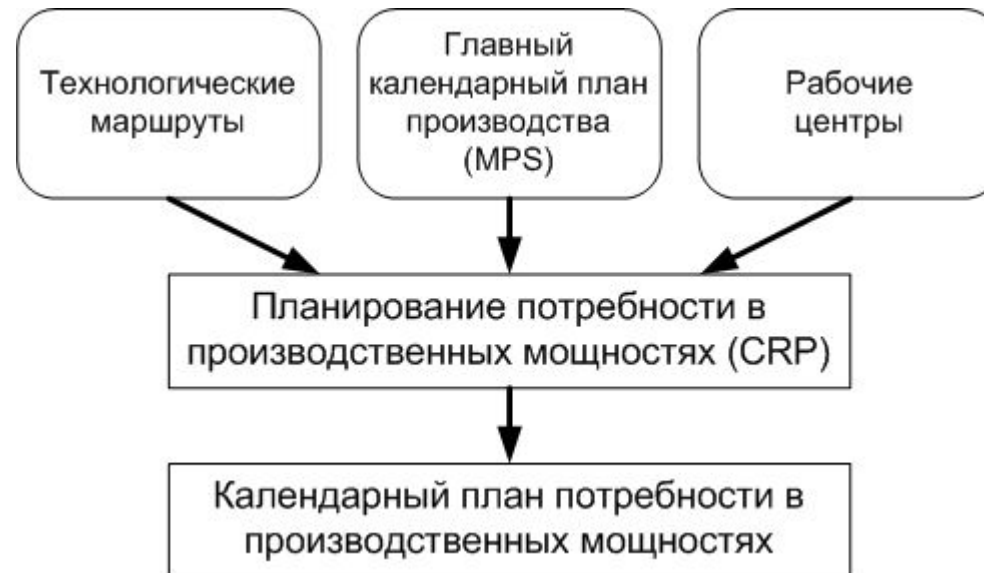 Технологические
маршруты
Главный
календарный план
производства
(MPS)
Рабочие
центры
Планирование потребности в
производственных мощностях (CRP)
Календарный план потребности в
производственных мощностях